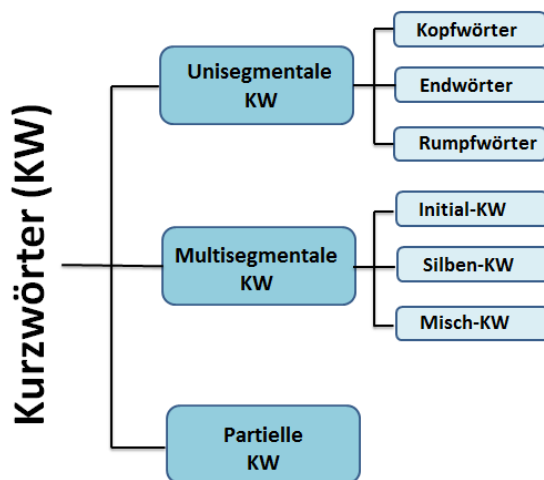 Kurzwörter (KW)
Unisegmentale
KW
Kopfwörter
Endwörter
Rumpfwörter
Multisegmentale
KW
Initial-KW
Silben-KW
Misch-KW
Partielle
KW